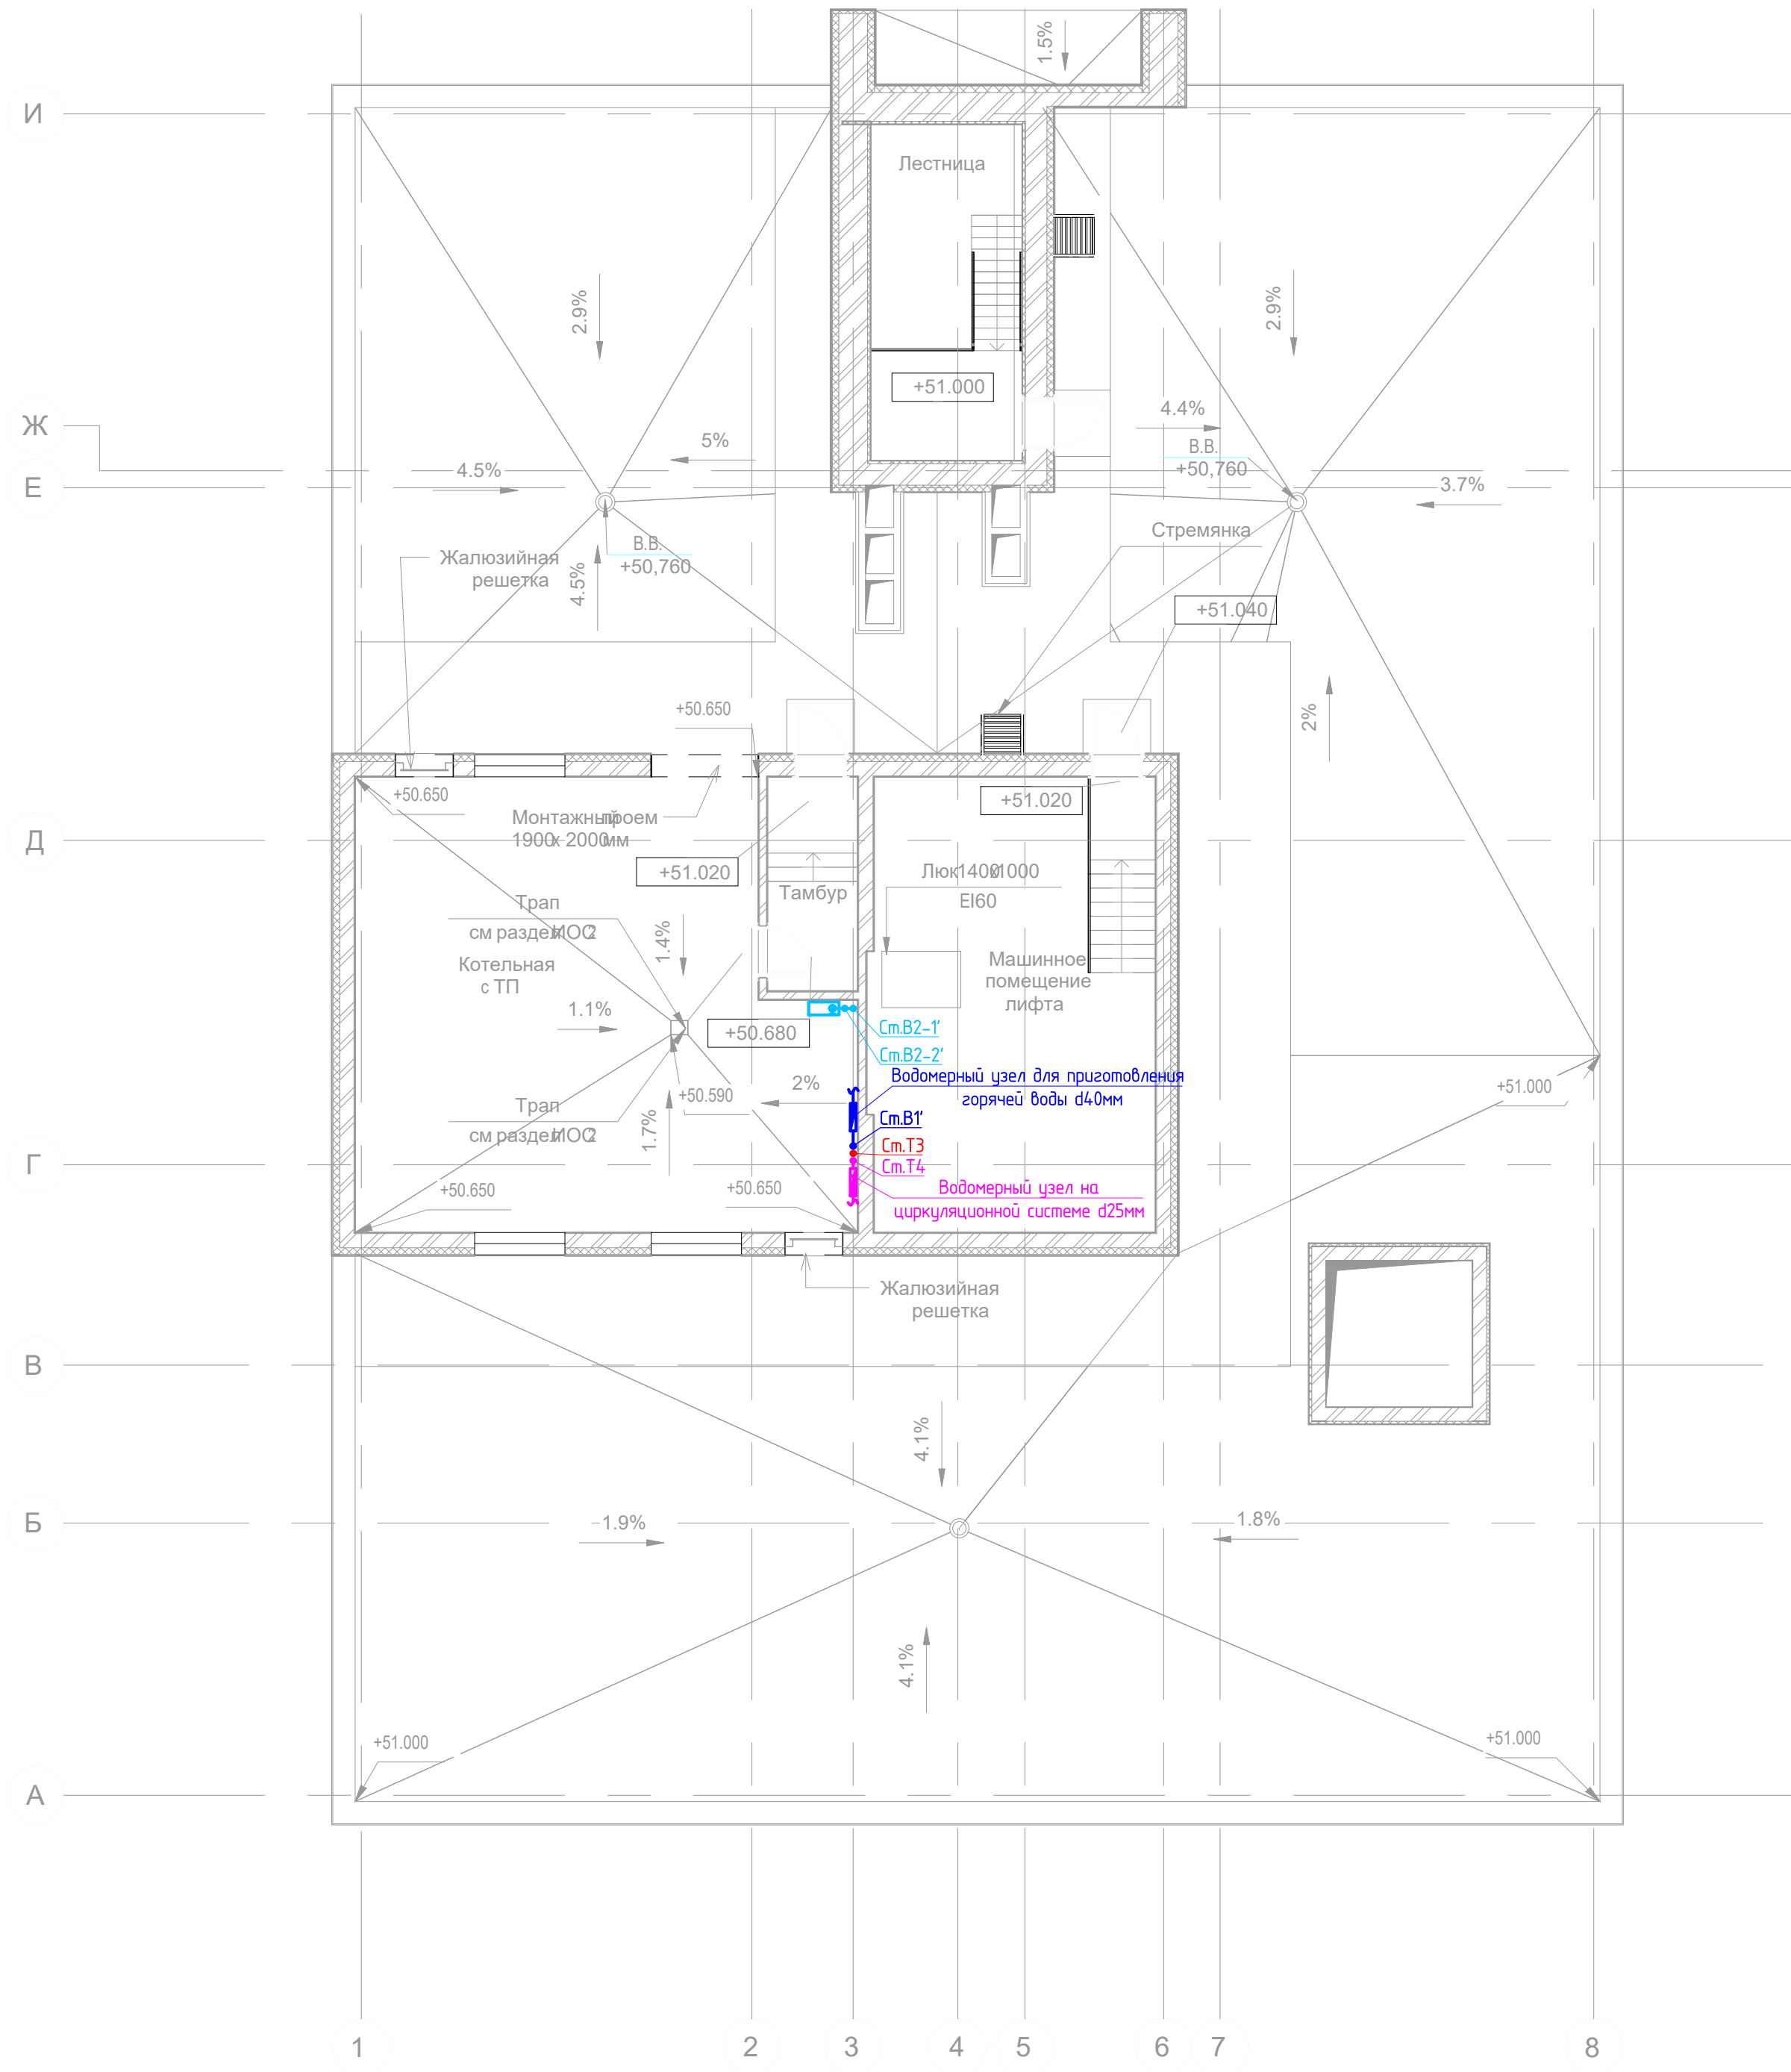 1.5%
И
Лестница
2.9%
2.9%
+51.000
4.4%
Ж
5%
В.В.
+50,760
4.5%
Е
3.7%
Стремянка
В.В.
+50,760
Жалюзийная
решетка
4.5%
+51.040
+50.650
2%
+50.650
+51.020
Монтажный проем
1900 х 2000мм
Д
+51.020
Люк 1400х1000
EI60
Тамбур
Трап
см раздел ИОС 2
1.4%
Котельная
с ТП
Машинное
помещение
лифта
1.1%
+50.680
Ст.В2-1'
Ст.В2-2'
Водомерный узел для приготовления
горячей воды d40мм
2%
+50.590
+51.000
Трап
см раздел ИОС 2
1.7%
Ст.В1'
Ст.Т3
Г
Ст.Т4
+50.650
+50.650
Водомерный узел на
циркуляционной системе d25мм
Жалюзийная
решетка
В
4.1%
Б
1.9%
1.8%
4.1%
+51.000
+51.000
А
1
2
3
4
5
6
7
8